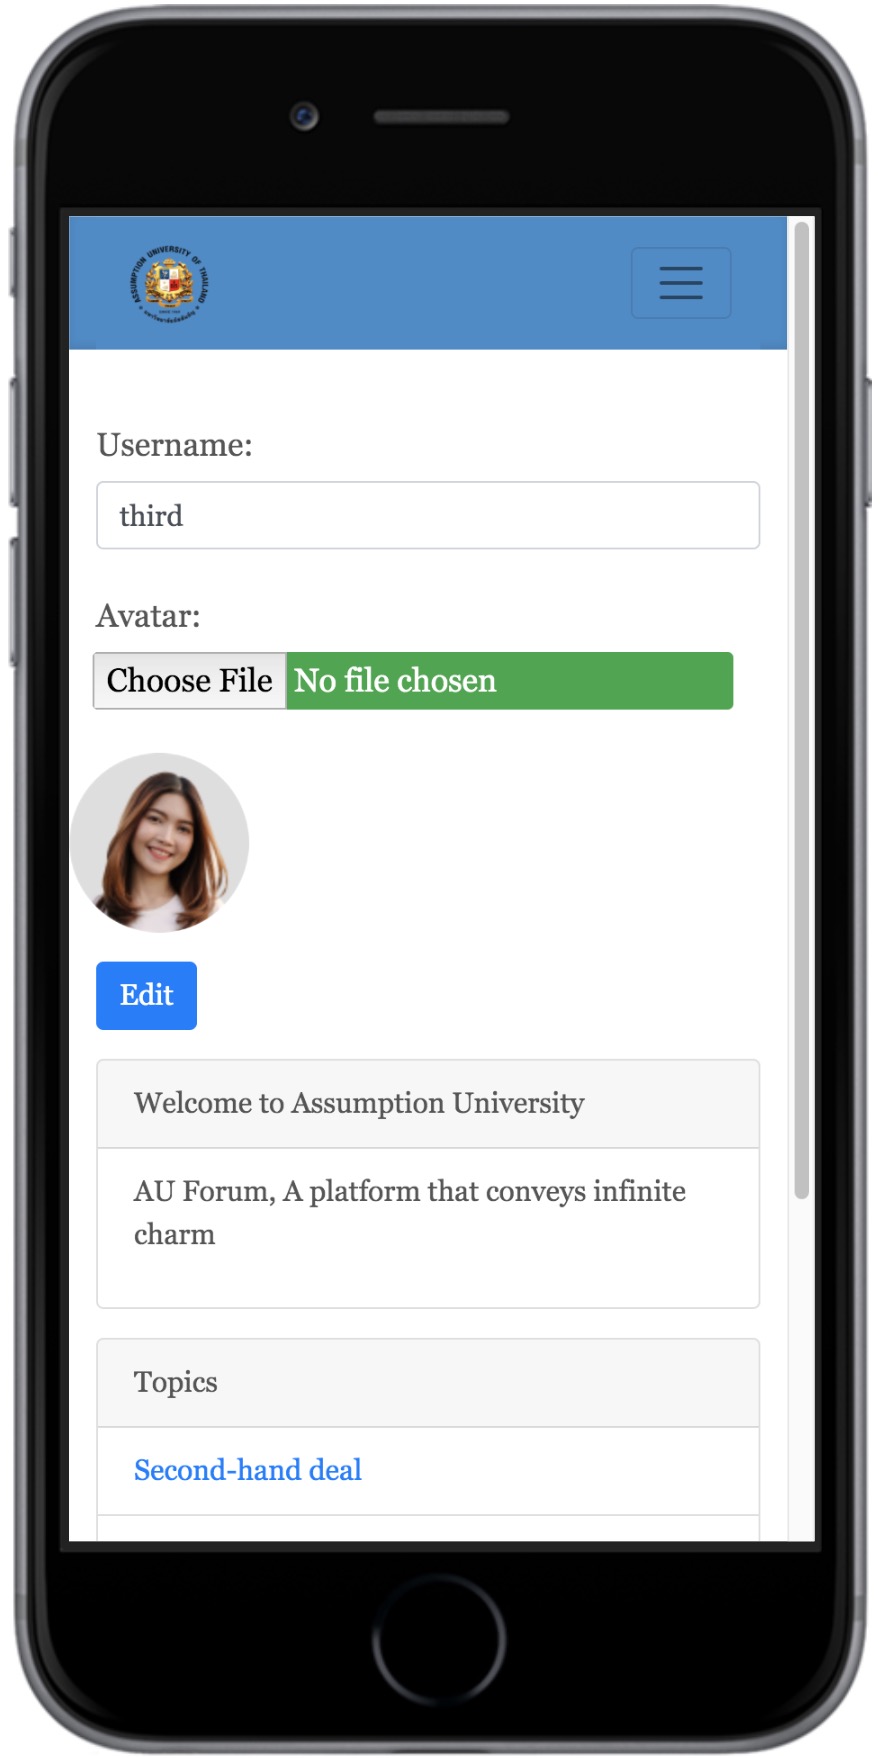 ASSUMPTION UNIVERSITY OF THAILAND
Username:
third
Avatar:
Choose File No file chosen
Edit
Welcome to Assumption University
AU Forum, A platform that conveys infinite
charm
Topics
Second-hand deal